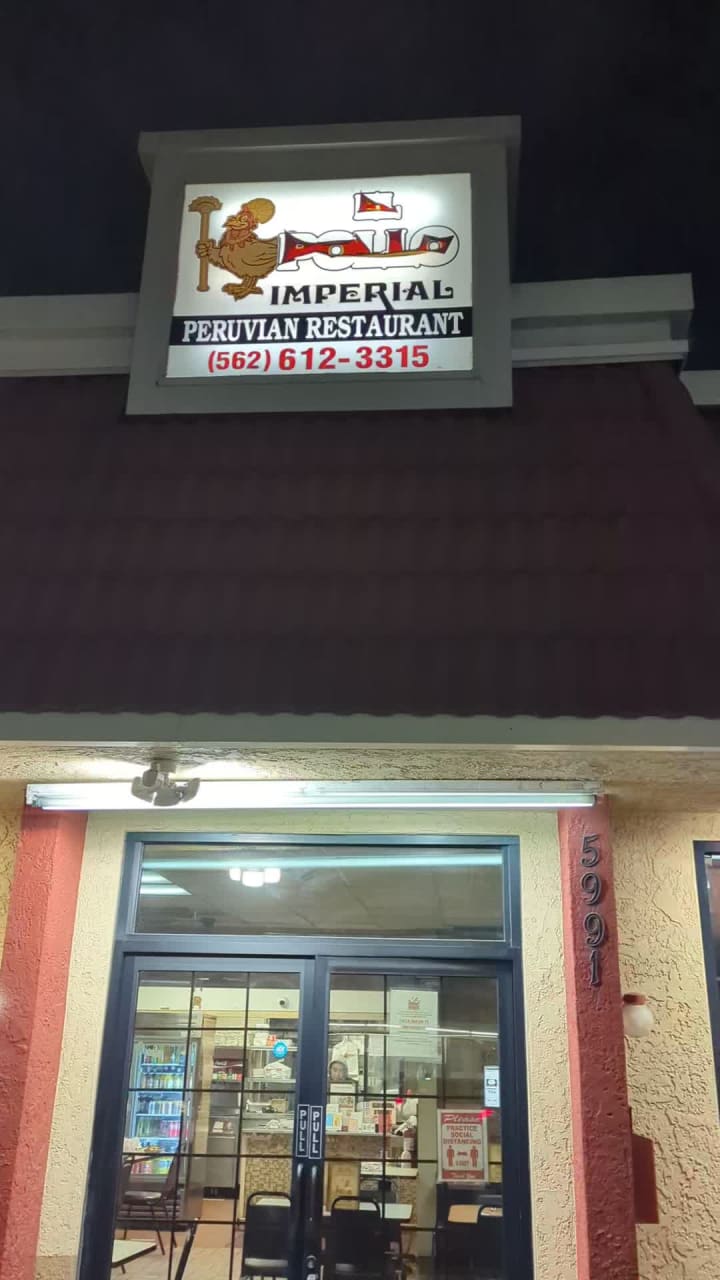 EL
POLLO
IMPERIAL
PERUVIAN RESTAURANT
(562) 612-3315
5991
PULL
PULL
Please
PRACTICE
SOCIAL
DISTANCING